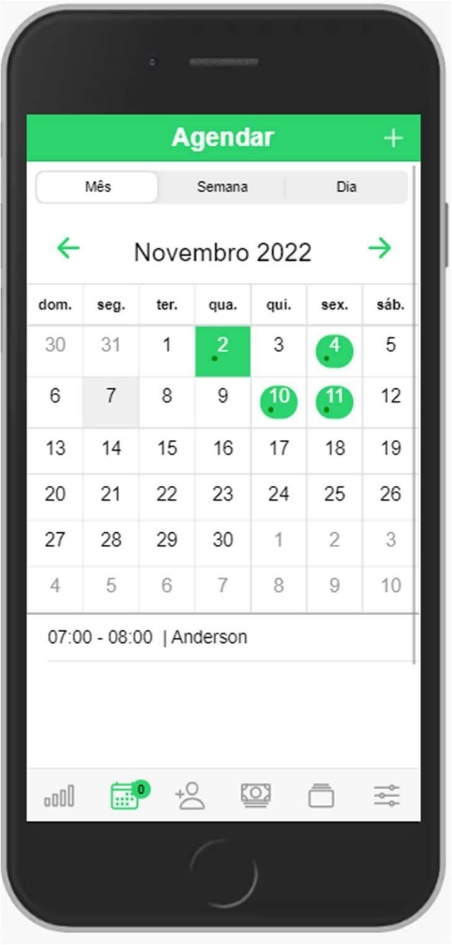 Agendar +
Mês Semana Dia
Novembro 2022
dom. seg. ter. qua. qui. sex. sáb.
30 31 1 2 3 4 5
6 7 8 9 10 11 12
13 14 15 16 17 18 19
20 21 22 23 24 25 26
27 28 29 30 1 2 3
4 5 6 7 8 9 10
07:00 - 08:00 | Anderson
0